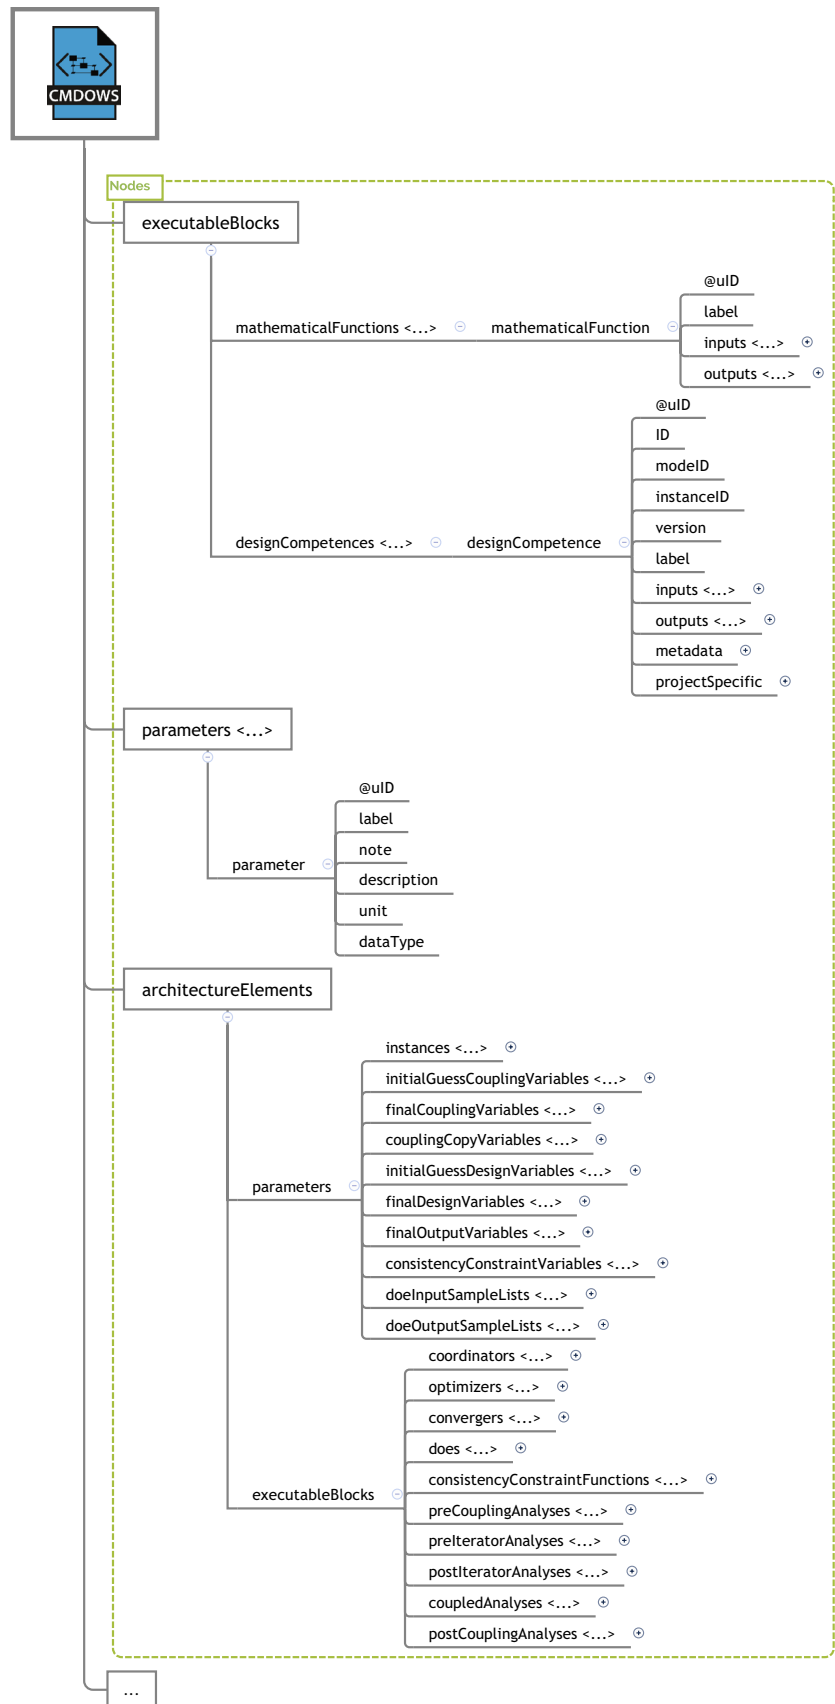 CMDOWS
Nodes
executableBlocks
mathematicalFunctions <...>
mathematicalFunction
@uID
label
inputs <...>
outputs <...>
designCompetences <...>
designCompetence
@uID
ID
modeID
instanceID
version
label
inputs <...>
outputs <...>
metadata
projectSpecific
parameters <...>
parameter
@uID
label
note
description
unit
dataType
architectureElements
parameters
instances <...>
initialGuessCouplingVariables <...>
finalCouplingVariables <...>
couplingCopyVariables <...>
initialGuessDesignVariables <...>
finalDesignVariables <...>
finalOutputVariables <...>
consistencyConstraintVariables <...>
doeInputSampleLists <...>
doeOutputSampleLists <...>
executableBlocks
coordinators <...>
optimizers <...>
convergers <...>
does <...>
consistencyConstraintFunctions <...>
preCouplingAnalyses <...>
preIteratorAnalyses <...>
postIteratorAnalyses <...>
coupledAnalyses <...>
postCouplingAnalyses <...>
...